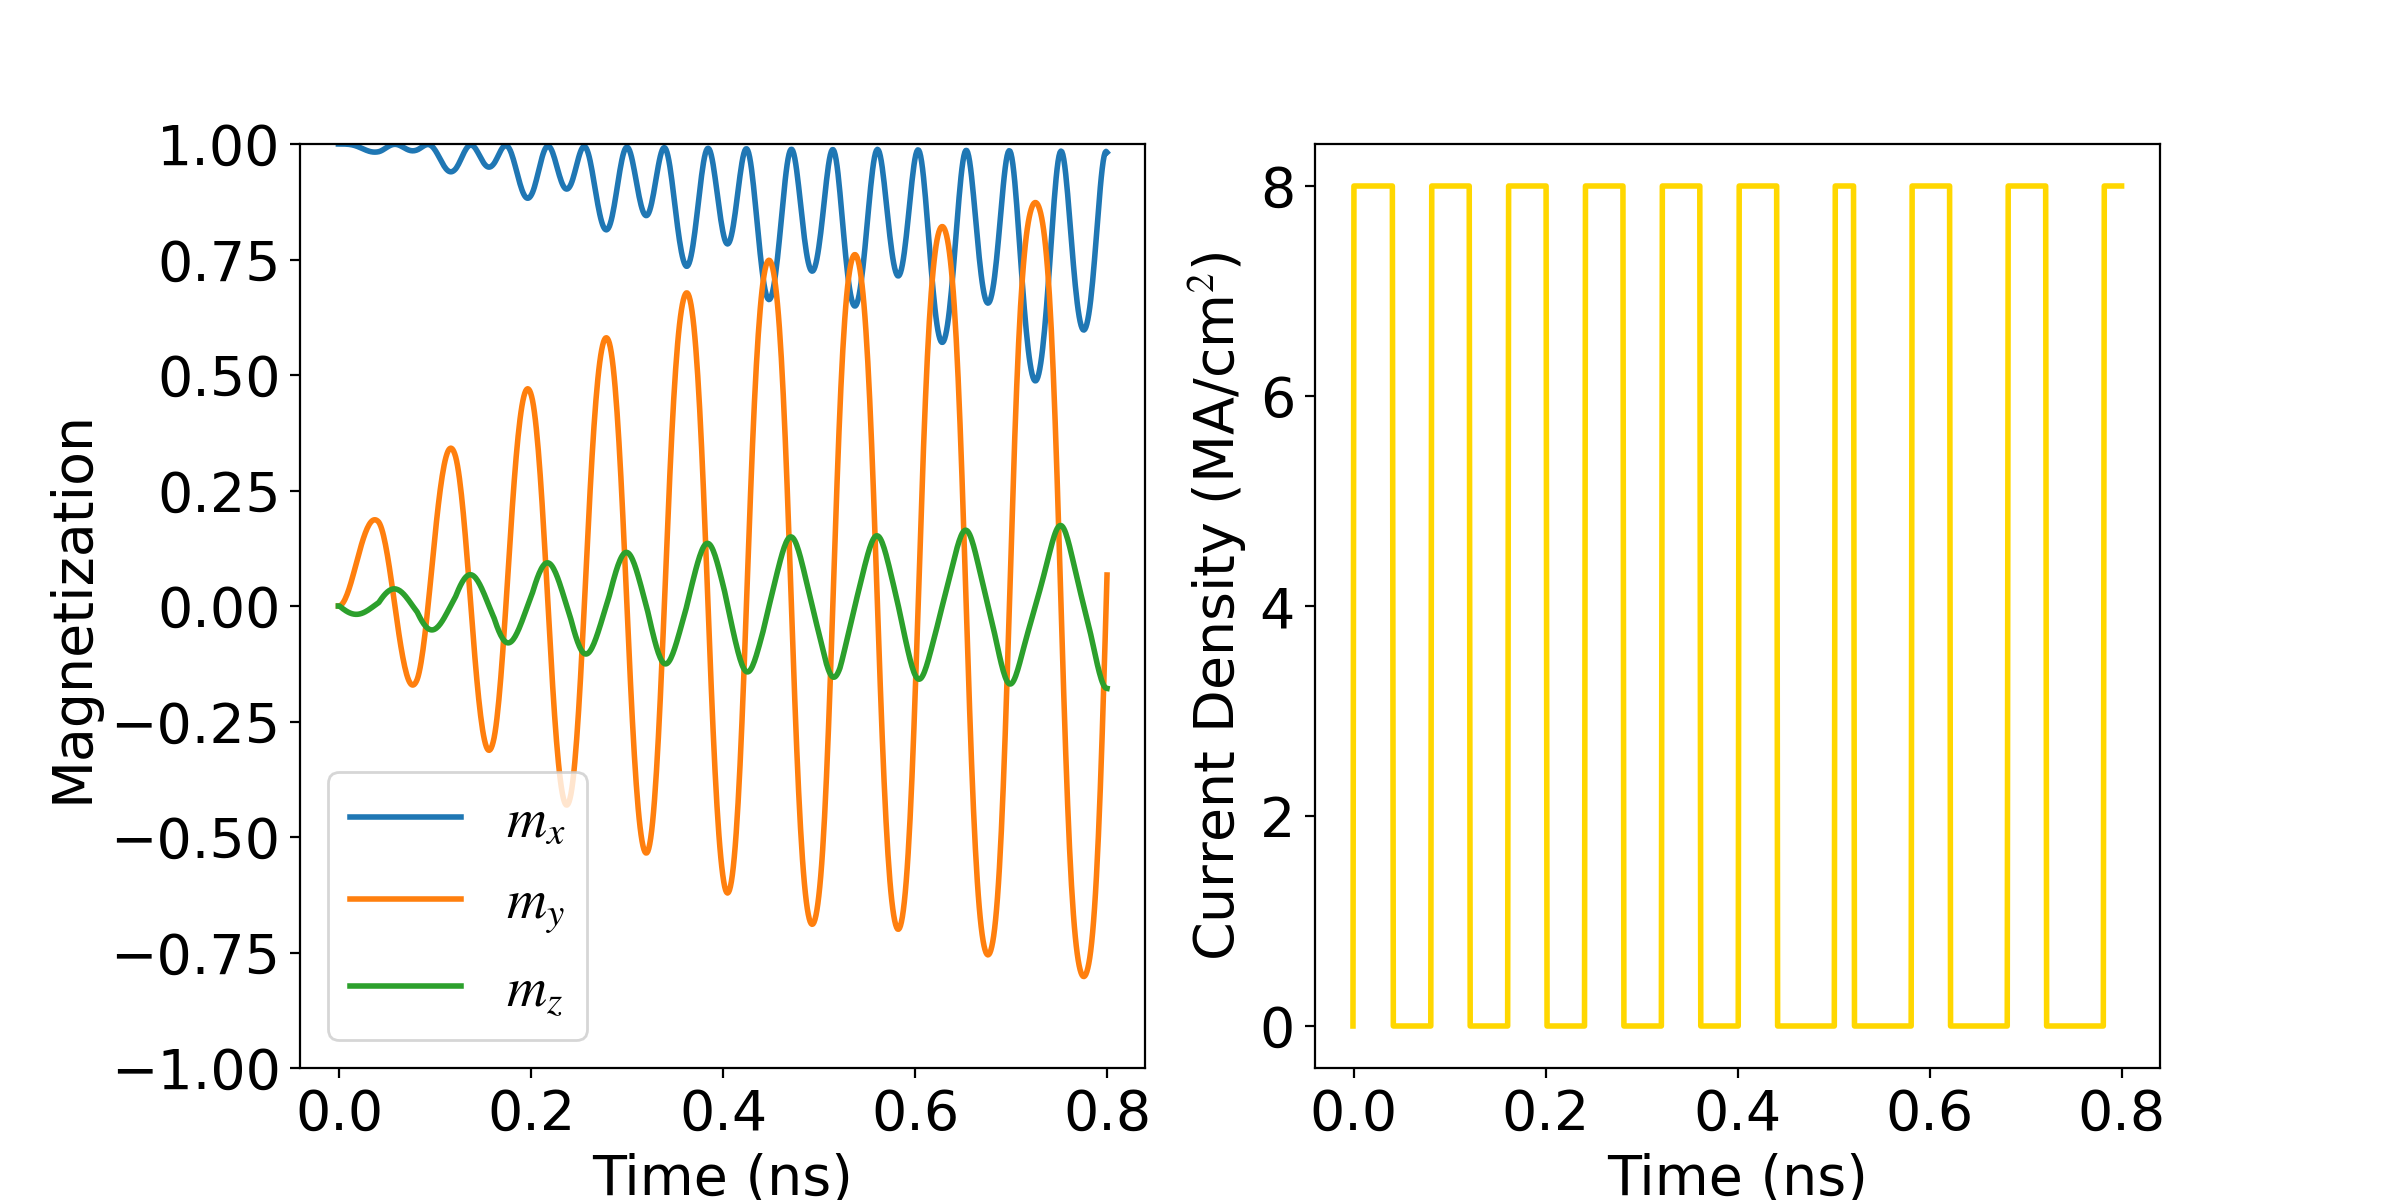 Magnetization
1.00
0.75
0.50
0.25
0.00
−0.25
−0.50
−0.75
−1.00
0.0 0.2 0.4 0.6 0.8
Time (ns)
m_x
m_y
m_z
Current Density (MA/cm²)
8
6
4
2
0
0.0 0.2 0.4 0.6 0.8
Time (ns)